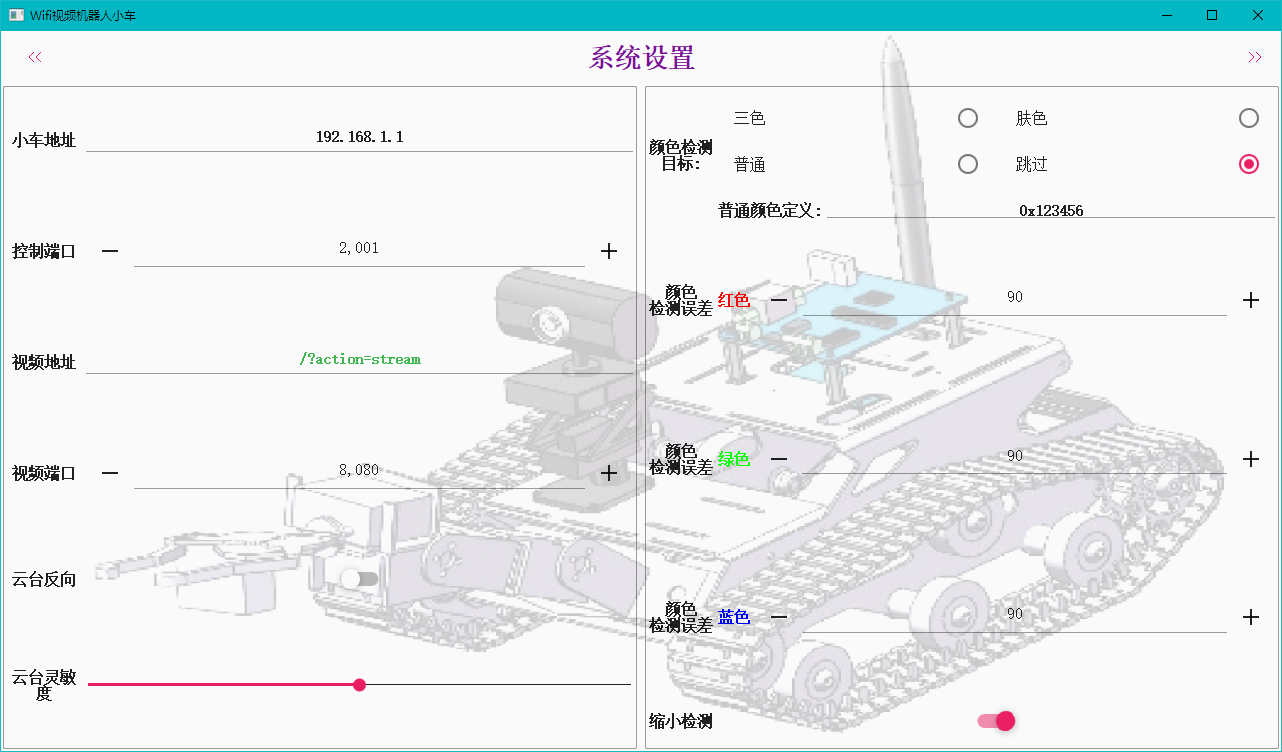 Wifi视频机器人小车
系统设置
小车地址
192.168.1.1
控制端口
2,001
视频地址
/?action=stream
视频端口
8,080
云台反向
云台灵敏
度
颜色检测
目标:
三色
肤色
普通
跳过
普通颜色定义:
0x123456
颜色
检测误差
红色
90
颜色
检测误差
绿色
90
颜色
检测误差
蓝色
90
缩小检测